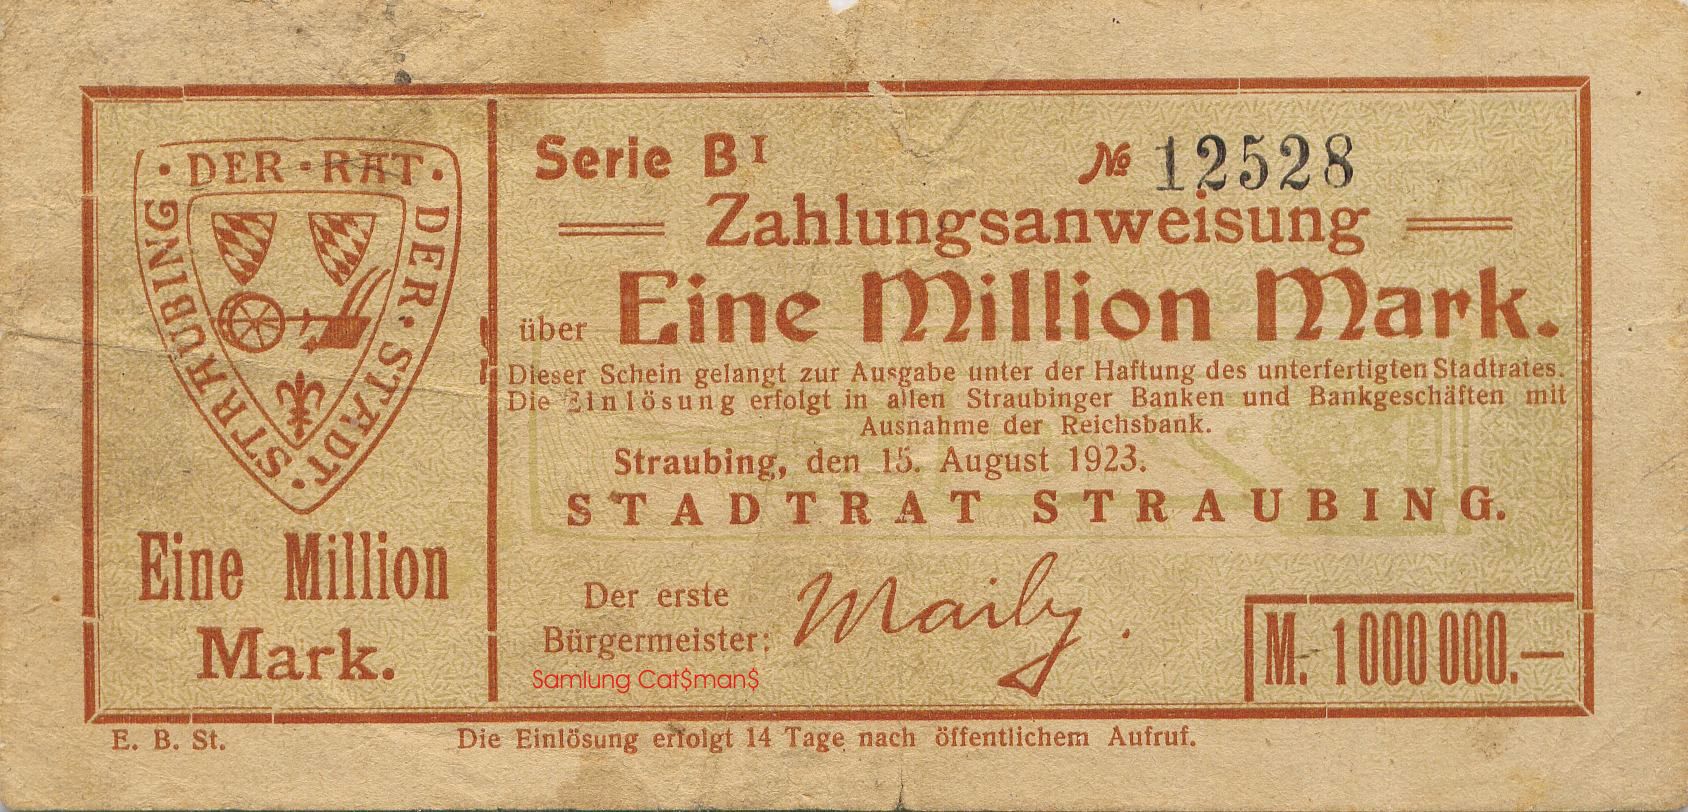 · DER · RAT · DER · STADT · STRAUBING
Eine Million
Mark.
Serie B I
№ 12528
Zahlungsanweisung
über Eine Million Mark.
Dieser Schein gelangt zur Ausgabe unter der Haftung des unterfertigten Stadtrates.
Die Einlösung erfolgt in allen Straubinger Banken und Bankgeschäften mit
Ausnahme der Reichsbank.
Straubing, den 15. August 1923.
STADTRAT STRAUBING.
Der erste
Bürgermeister:
Samlung Cat$man$
M. 1000000.—
E. B. St.
Die Einlösung erfolgt 14 Tage nach öffentlichem Aufruf.